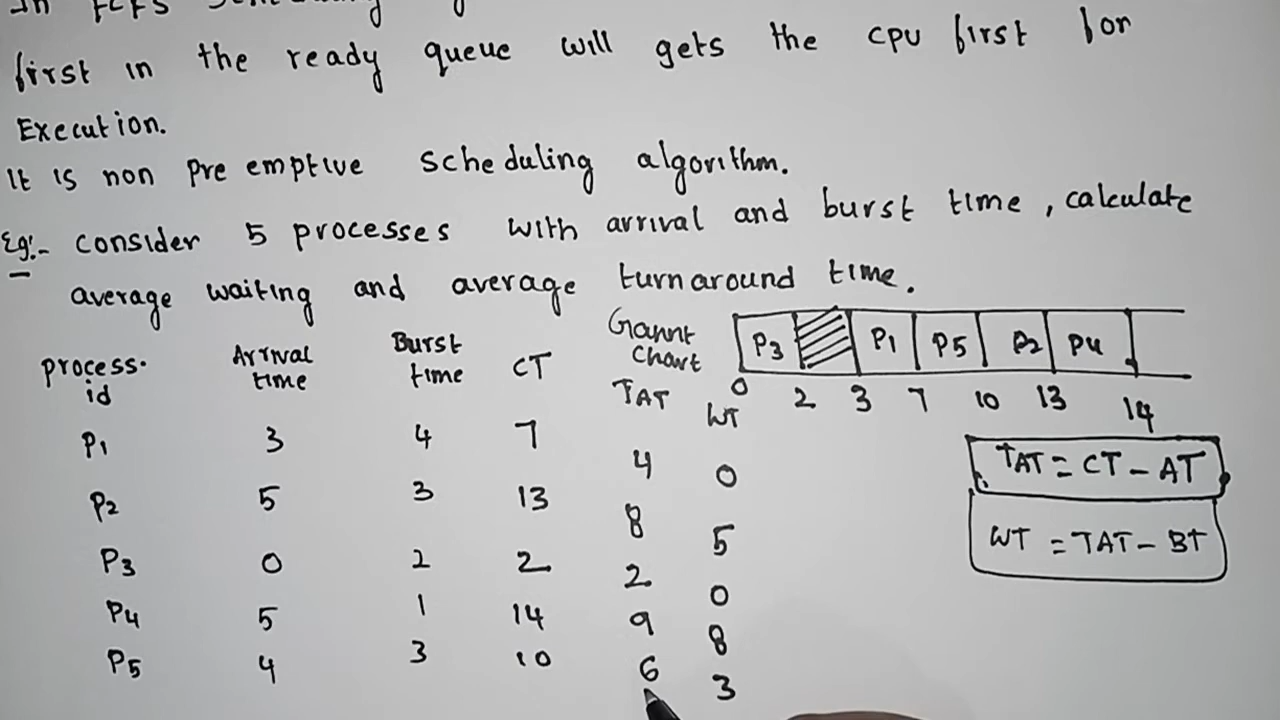 In FCFS scheduling
first in the ready queue will gets the cpu first for
Execution.
It is non Pre emptive scheduling algorithm.
Eg:- consider 5 processes with arrival and burst time, calculate
average waiting and average turnaround time.
process. id Arrival time Burst time CT TAT WT
P1 3 4 7 4 0
P2 5 3 13 8 5
P3 0 2 2 2 0
P4 5 1 14 9 8
P5 4 3 10 6 3
Gannt chart
P3 P1 P5 P2 P4
0 2 3 7 10 13 14
TAT = CT - AT
WT = TAT - BT